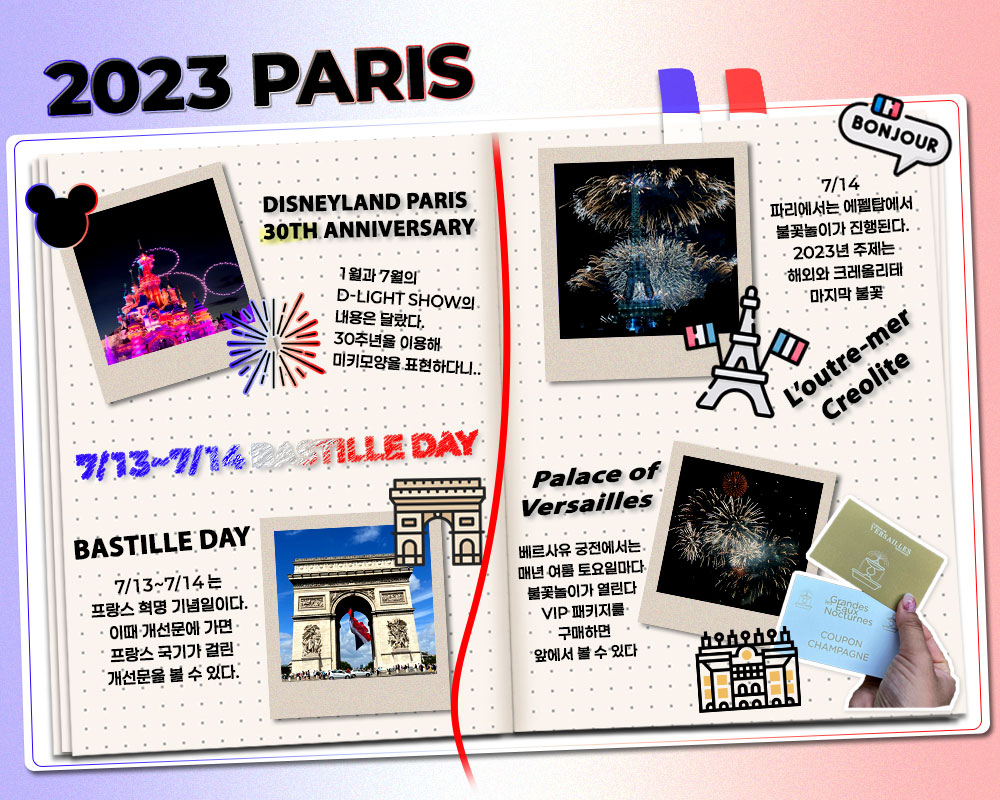 2023 PARIS
DISNEYLAND PARIS
30TH ANNIVERSARY
1월과 7월의
D-LIGHT SHOW의
내용은 달랐다.
30주년을 이용해
미키모양을 표현하다니..
7/13~7/14 BASTILLE DAY
BASTILLE DAY
7/13~7/14 는
프랑스 혁명 기념일이다.
이때 개선문에 가면
프랑스 국기가 걸린
개선문을 볼 수 있다.
BONJOUR
7/14
파리에서는 에펠탑에서
불꽃놀이가 진행된다.
2023년 주제는
해외와 크레올리테
마지막 불꽃
L'outre-mer
Creolite
Palace of
Versailles
베르사유 궁전에서는
매년 여름 토요일마다
불꽃놀이가 열린다
VIP 패키지를
구매하면
앞에서 볼 수 있다
VERSAILLES
Grandes
Eaux
Nocturnes
COUPON
CHAMPAGNE